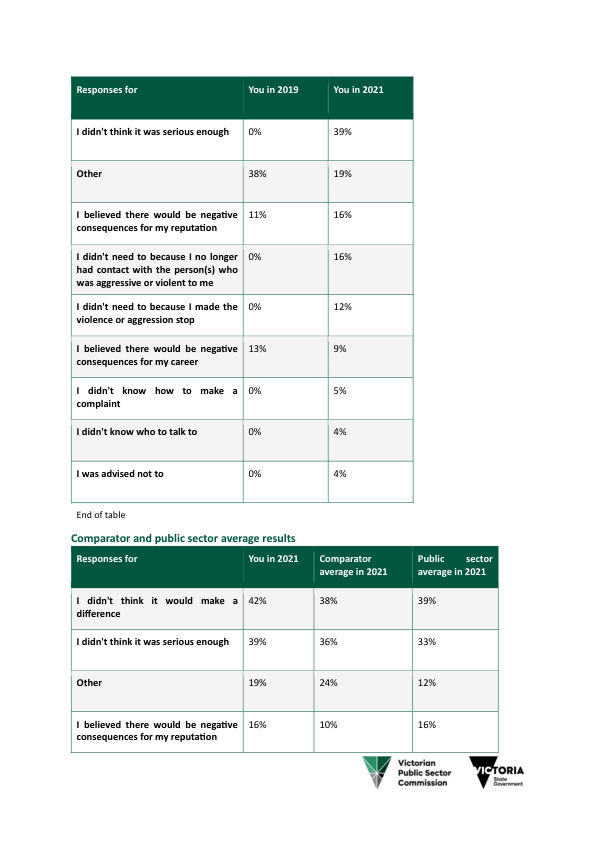 Responses for You in 2019 You in 2021
I didn't think it was serious enough 0% 39%
Other 38% 19%
I believed there would be negative 11% 16%
consequences for my reputation
I didn't need to because I no longer 0% 16%
had contact with the person(s) who
was aggressive or violent to me
I didn't need to because I made the 0% 12%
violence or aggression stop
I believed there would be negative 13% 9%
consequences for my career
I didn't know how to make a 0% 5%
complaint
I didn't know who to talk to 0% 4%
I was advised not to 0% 4%
End of table
Comparator and public sector average results
Responses for You in 2021 Comparator Public sector
average in 2021 average in 2021
I didn't think it would make a 42% 38% 39%
difference
I didn't think it was serious enough 39% 36% 33%
Other 19% 24% 12%
I believed there would be negative 16% 10% 16%
consequences for my reputation
Victorian
Public Sector
Commission
VICTORIA
State
Government